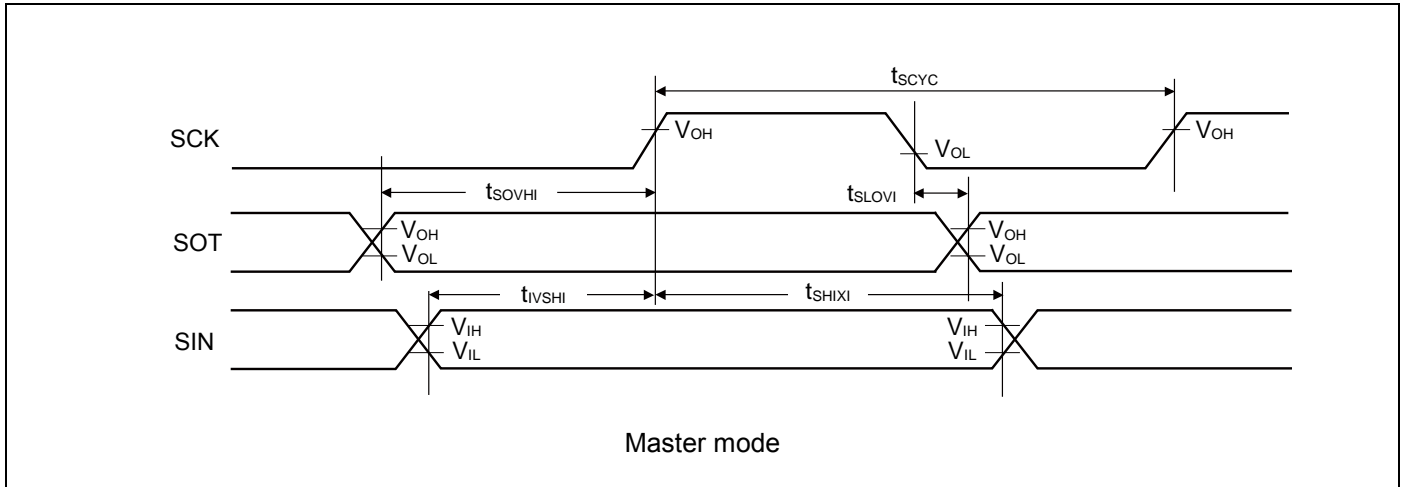 tSCYC
SCK
VOH
VOL
VOH
tSOVHI
tSLOVI
SOT
VOH
VOL
VOH
VOL
tIVSHI
tSHIXI
SIN
VIH
VIL
VIH
VIL
Master mode